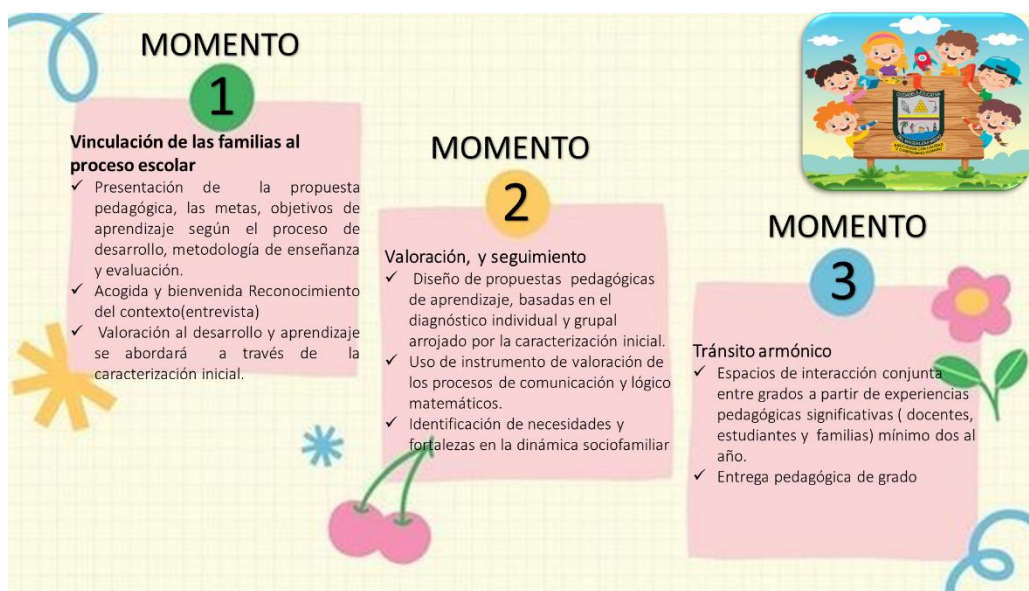 MOMENTO
1
Vinculación de las familias al
proceso escolar
✓ Presentación de la propuesta
pedagógica, las metas, objetivos de
aprendizaje según el proceso de
desarrollo, metodología de enseñanza
y evaluación.
✓ Acogida y bienvenida Reconocimiento
del contexto(entrevista)
✓ Valoración al desarrollo y aprendizaje
se abordará a través de la
caracterización inicial.
MOMENTO
2
Valoración, y seguimiento
✓ Diseño de propuestas pedagógicas
de aprendizaje, basadas en el
diagnóstico individual y grupal
arrojado por la caracterización inicial.
✓ Uso de instrumento de valoración de
los procesos de comunicación y lógico
matemáticos.
✓ Identificación de necesidades y
fortalezas en la dinámica sociofamiliar
MOMENTO
3
Tránsito armónico
✓ Espacios de interacción conjunta
entre grados a partir de experiencias
pedagógicas significativas ( docentes,
estudiantes y familias) mínimo dos al
año.
✓ Entrega pedagógica de grado